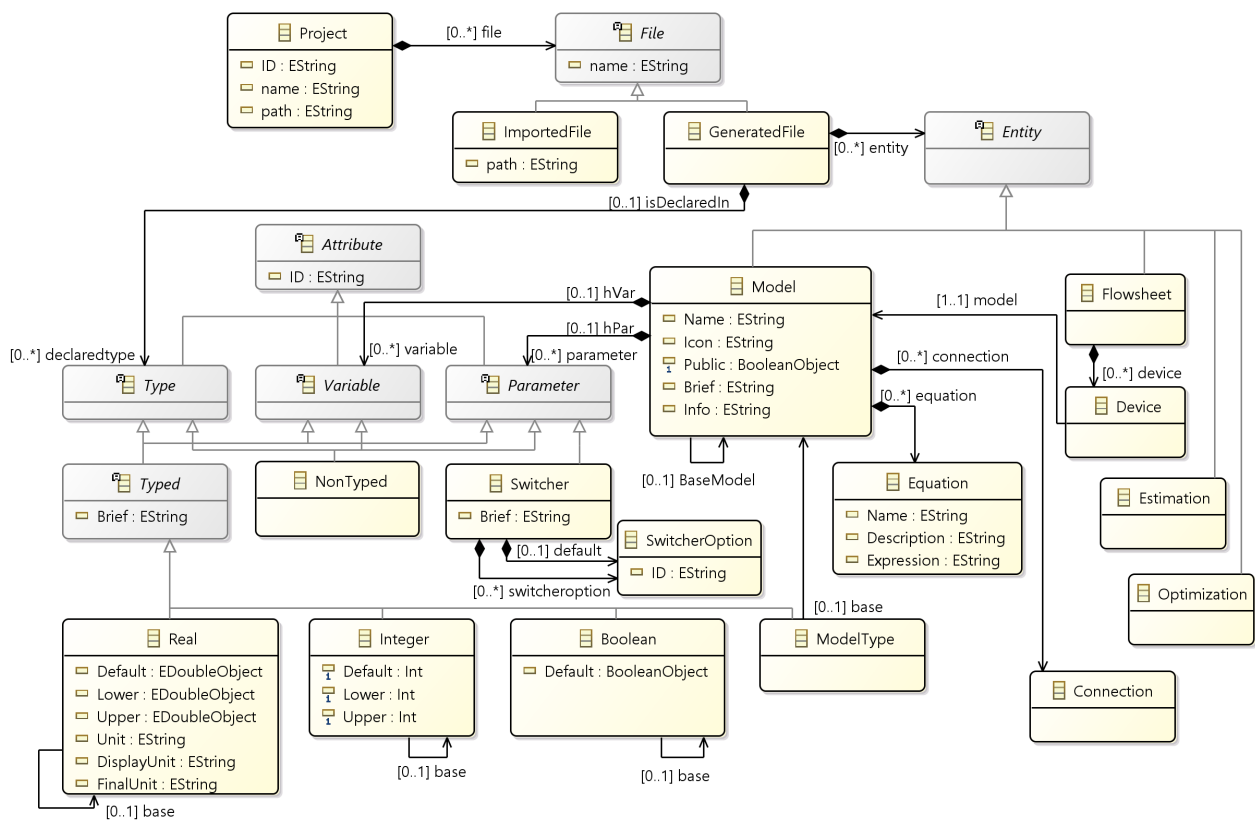 Project
ID : EString
name : EString
path : EString
[0..*] file
File
name : EString
ImportedFile
path : EString
GeneratedFile
[0..*] entity
Entity
[0..1] isDeclaredIn
Attribute
ID : EString
[0..1] hVar
[0..1] hPar
[0..*] declaredtype
[0..*] variable
[0..*] parameter
Model
Name : EString
Icon : EString
Public : BooleanObject
Brief : EString
Info : EString
[1..1] model
Flowsheet
[0..*] connection
[0..*] device
[0..*] equation
Device
Type
Variable
Parameter
[0..1] BaseModel
Typed
Brief : EString
NonTyped
Switcher
Brief : EString
Equation
Name : EString
Description : EString
Expression : EString
Estimation
[0..1] default
[0..*] switcheroption
SwitcherOption
ID : EString
Optimization
[0..1] base
Real
Default : EDoubleObject
Lower : EDoubleObject
Upper : EDoubleObject
Unit : EString
DisplayUnit : EString
FinalUnit : EString
[0..1] base
Integer
1 Default : Int
1 Lower : Int
1 Upper : Int
[0..1] base
Boolean
Default : BooleanObject
[0..1] base
ModelType
Connection